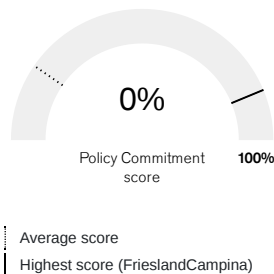 0%
Policy Commitment 100%
score
Average score
Highest score (FrieslandCampina)